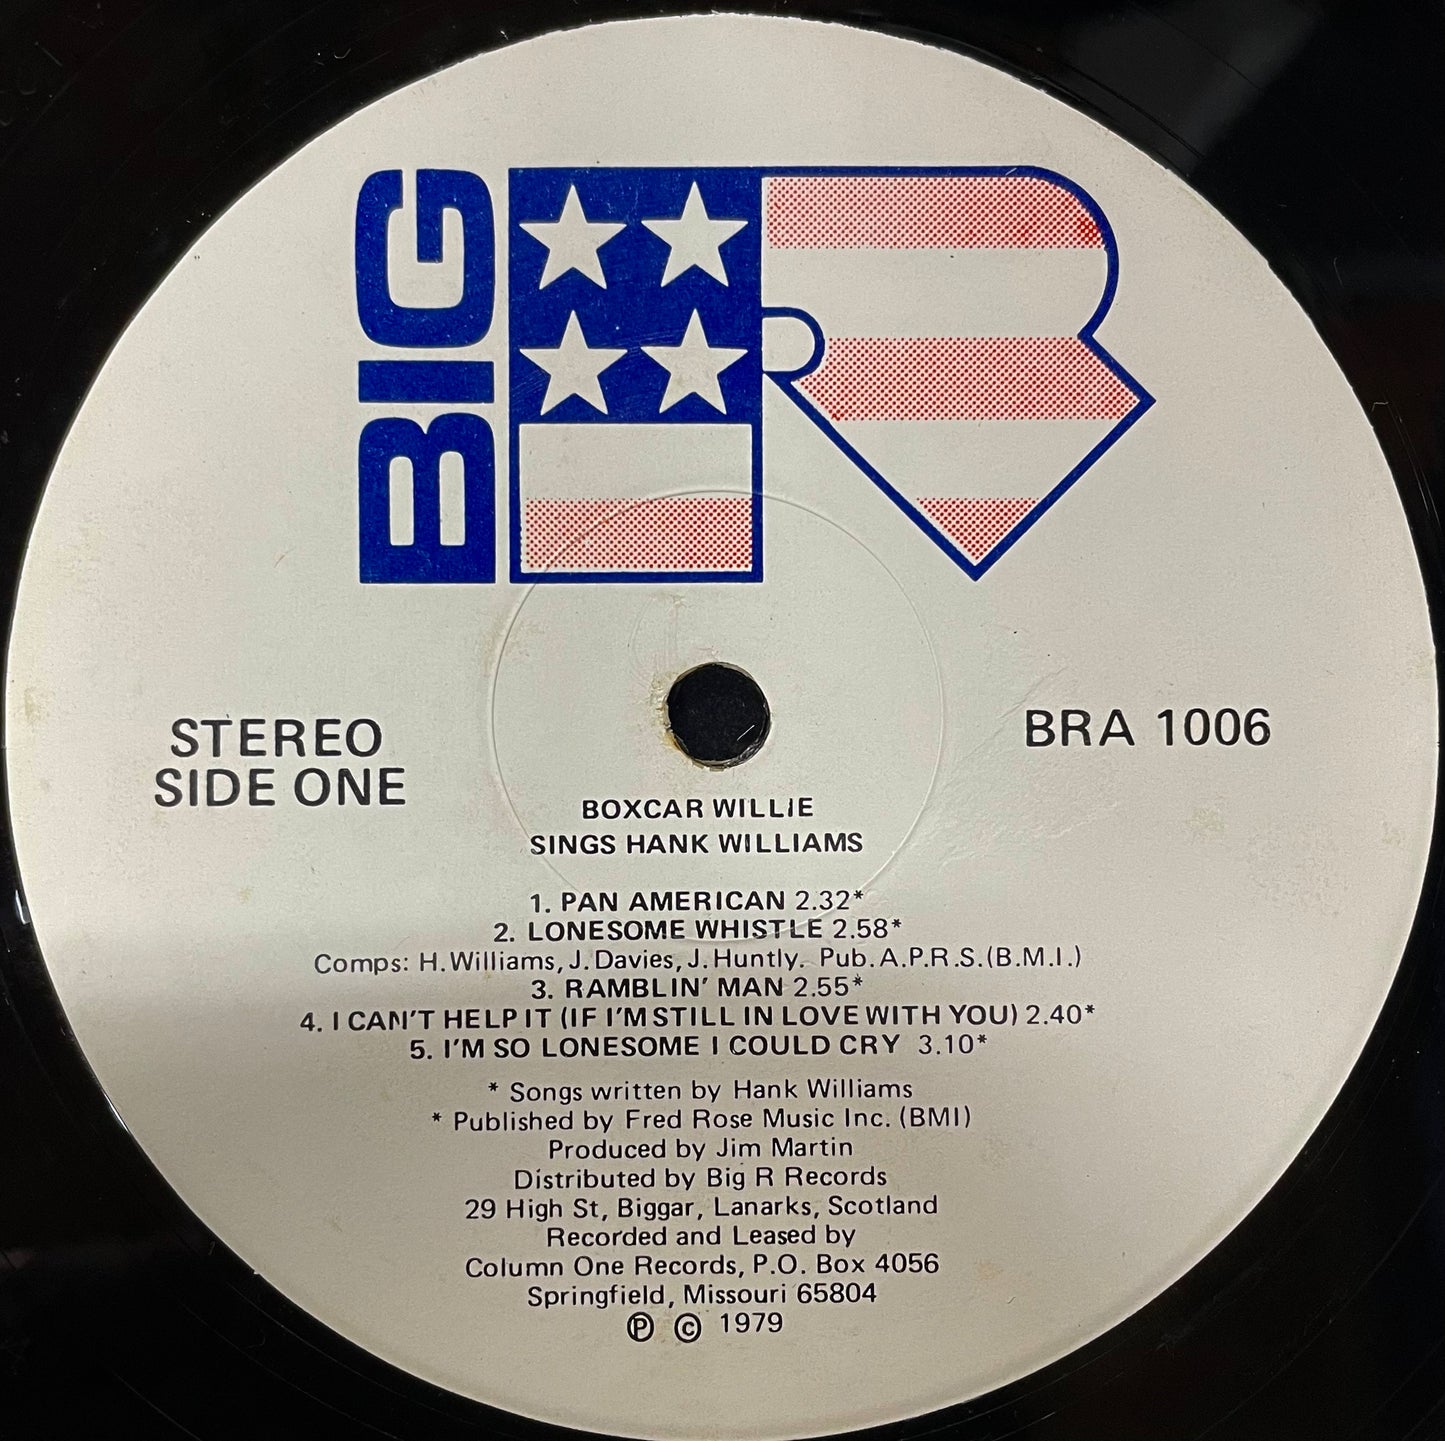 BIG R
STEREO
SIDE ONE
BRA 1006
BOXCAR WILLIE
SINGS HANK WILLIAMS
1. PAN AMERICAN 2.32*
2. LONESOME WHISTLE 2.58*
Comps: H.Williams, J.Davies, J.Huntly. Pub.A.P.R.S.(B.M.I.)
3. RAMBLIN' MAN 2.55*
4. I CAN'T HELP IT (IF I'M STILL IN LOVE WITH YOU) 2.40*
5. I'M SO LONESOME I COULD CRY 3.10*
* Songs written by Hank Williams
* Published by Fred Rose Music Inc. (BMI)
Produced by Jim Martin
Distributed by Big R Records
29 High St, Biggar, Lanarks, Scotland
Recorded and Leased by
Column One Records, P.O. Box 4056
Springfield, Missouri 65804
℗ © 1979